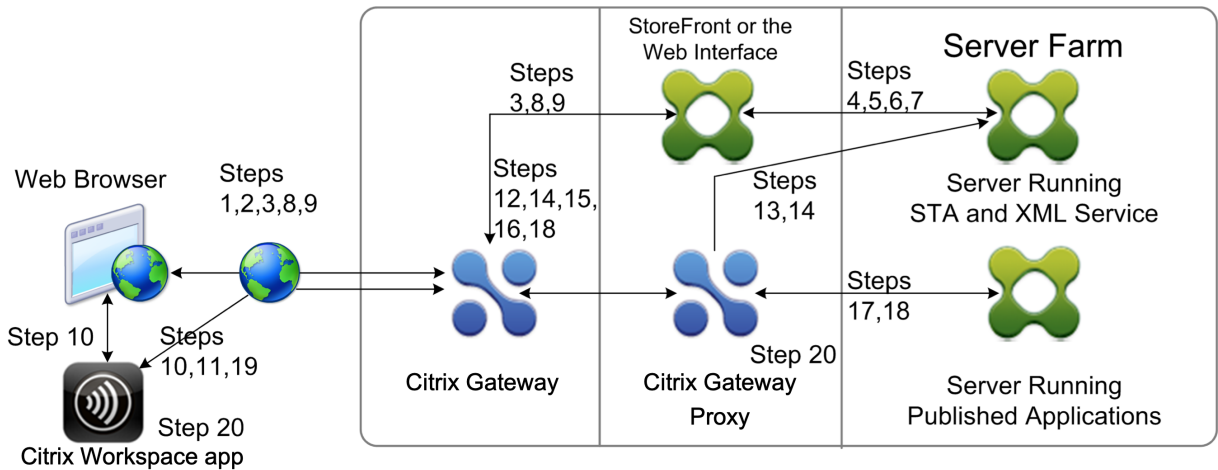 StoreFront or the
Web Interface
Server Farm
Steps
3,8,9
Steps
4,5,6,7
Web Browser
Steps
1,2,3,8,9
Steps
12,14,15,
16,18
Steps
13,14
Server Running
STA and XML Service
Step 10
Steps
10,11,19
Steps
17,18
Step 20
Citrix Gateway
Citrix Gateway
Proxy
Server Running
Published Applications
Step 20
Citrix Workspace app